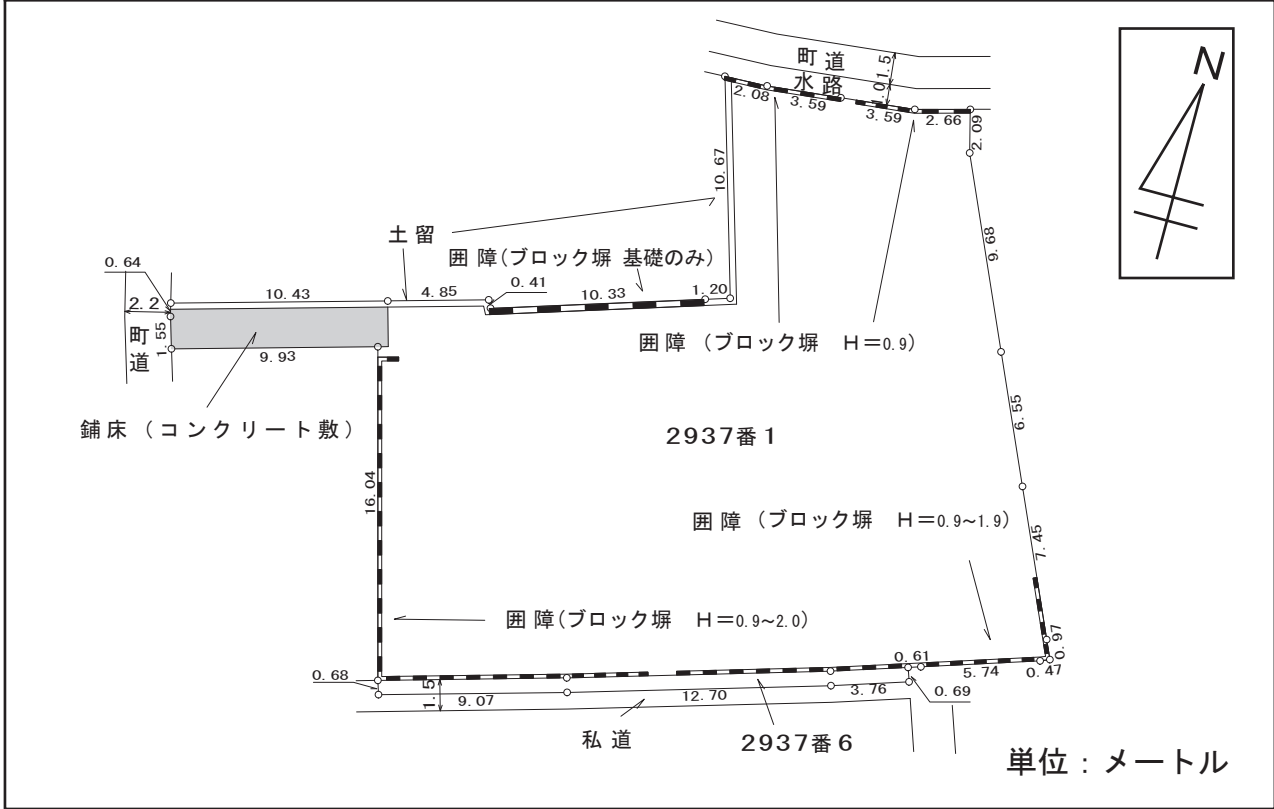 町道
1.5
水路
1.0
N
2.08
3.59
3.59
2.66
2.09
10.67
9.68
土留
囲障(ブロック塀 基礎のみ)
0.64
10.43
4.85
0.41
10.33
1.20
2.2
町道
1.55
9.93
囲障(ブロック塀 H=0.9)
鋪床(コンクリート敷)
2937番1
6.55
16.04
囲障(ブロック塀 H=0.9~1.9)
7.45
囲障(ブロック塀 H=0.9~2.0)
0.97
0.61
5.74
0.47
0.68
1.5
9.07
12.70
3.76
0.69
私道
2937番6
単位:メートル